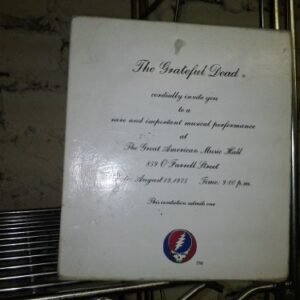 The Grateful Dead
cordially invite you
to a
rare and important musical performance
at
The Great American Music Hall
859 O'Farrell Street
August 13, 1975 Time: 9:00 p.m.
This invitation admits one
TM